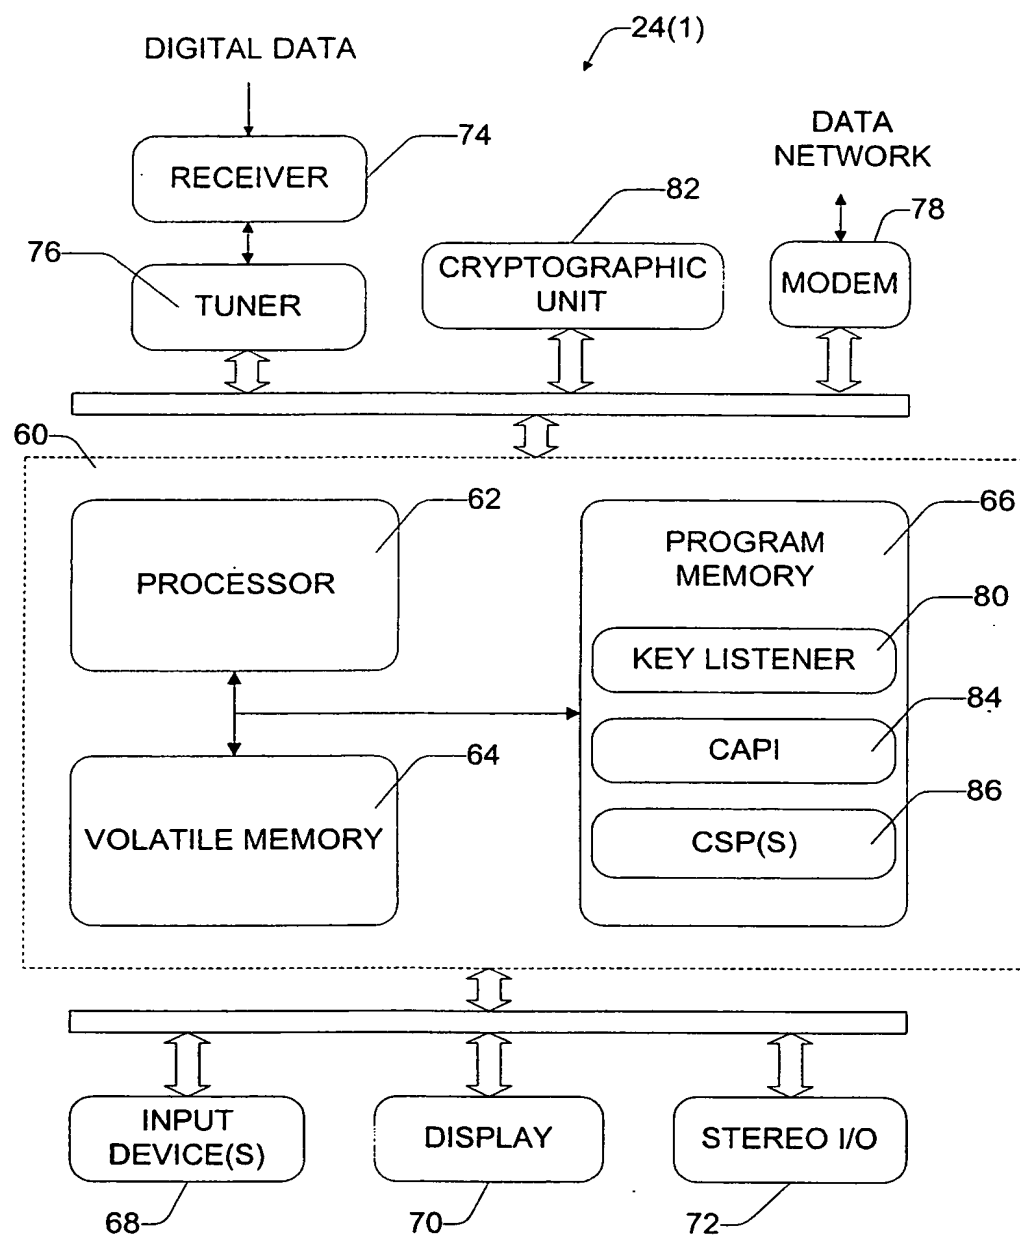 24(1)
DIGITAL DATA
74
RECEIVER
DATA
NETWORK
82
78
76
TUNER
CRYPTOGRAPHIC
UNIT
MODEM
60
62
66
PROCESSOR
PROGRAM
MEMORY
80
KEY LISTENER
84
CAPI
64
86
VOLATILE MEMORY
CSP(S)
INPUT
DEVICE(S)
DISPLAY
STEREO I/O
68
70
72